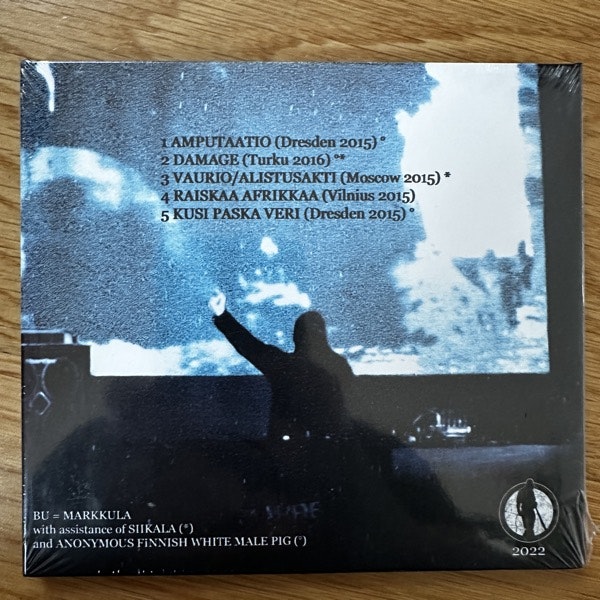 1 AMPUTAATIO (Dresden 2015) °
2 DAMAGE (Turku 2016) °*
3 VAURIO/ALISTUSAKTI (Moscow 2015) *
4 RAISKAA AFRIKKAA (Vilnius 2015)
5 KUSI PASKA VERI (Dresden 2015) °
BU = MARKKULA
with assistance of SIIKALA (*)
and ANONYMOUS FiNNISH WHITE MALE PIG (°)
2022